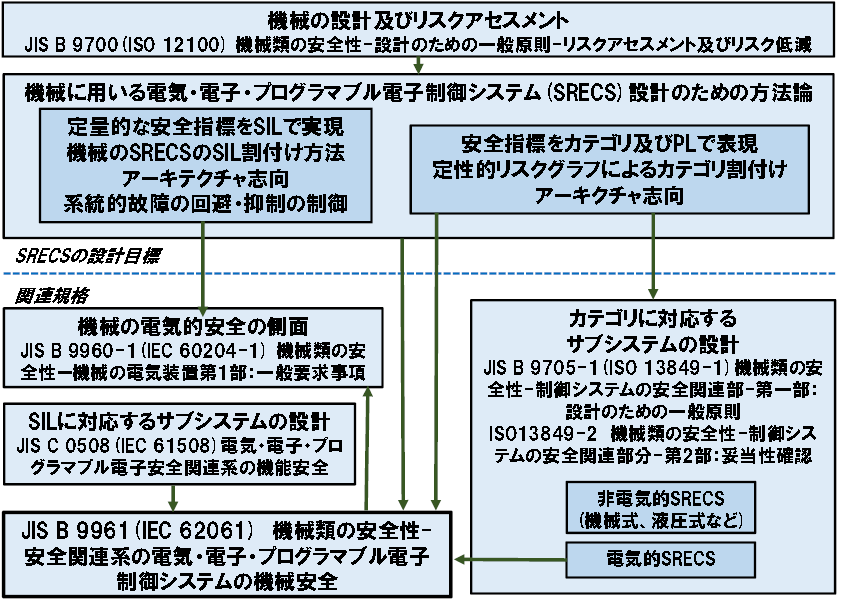 機械の設計及びリスクアセスメント
JIS B 9700(ISO 12100) 機械類の安全性-設計のための一般原則-リスクアセスメント及びリスク低減
機械に用いる電気・電子・プログラマブル電子制御システム(SRECS)設計のための方法論
定量的な安全指標をSILで実現
機械のSRECSのSIL割付け方法
アーキテクチャ志向
系統的故障の回避・抑制の制御
安全指標をカテゴリ及びPLで表現
定性的リスクグラフによるカテゴリ割付け
アーキクチャ志向
SRECSの設計目標
関連規格
機械の電気的安全の側面
JIS B 9960-1(IEC 60204-1) 機械類の安
全性ー機械の電気装置第1部:一般要求事項
SILに対応するサブシステムの設計
JIS C 0508(IEC 61508)電気・電子・プロ
グラマブル電子安全関連系の機能安全
JIS B 9961(IEC 62061) 機械類の安全性-
安全関連系の電気・電子・プログラマブル電子
制御システムの機械安全
カテゴリに対応する
サブシステムの設計
JIS B 9705-1(ISO 13849-1)機械類の安
全性-制御システムの安全関連部-第一部:
設計のための一般原則
ISO13849-2 機械類の安全性-制御シス
テムの安全関連部分-第2部:妥当性確認
非電気的SRECS
(機械式、液圧式など)
電気的SRECS